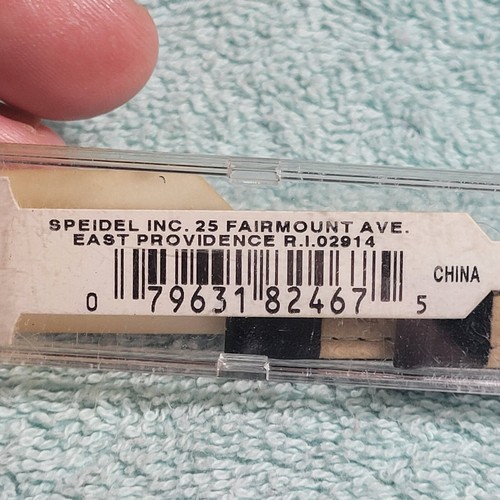 SPEIDEL INC. 25 FAIRMOUNT AVE.
EAST PROVIDENCE R.I.02914
CHINA
0 79631 82467 5